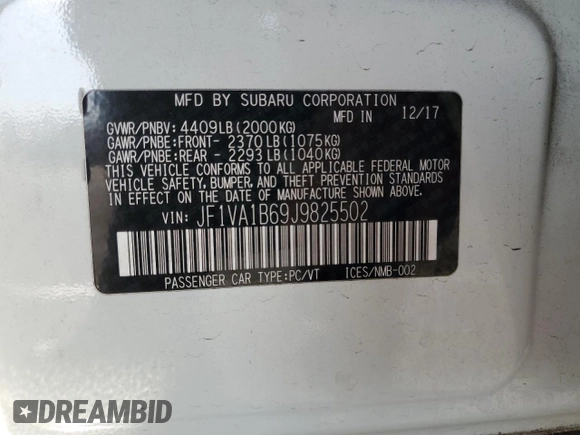 MFD BY SUBARU CORPORATION
MFD IN 12/17
GVWR/PNBV: 4409LB(2000KG)
GAWR/PNBE:FRONT- 2370LB(1075KG)
GAWR/PNBE:REAR - 2293LB(1040KG)
THIS VEHICLE CONFORMS TO ALL APPLICABLE FEDERAL MOTOR
VEHICLE SAFETY, BUMPER, AND THEFT PREVENTION STANDARDS
IN EFFECT ON THE DATE OF MANUFACTURE SHOWN ABOVE.
VIN: JF1VA1B69J9825502
PASSENGER CAR TYPE:PC/VT ICES/NMB-002
DREAMBID